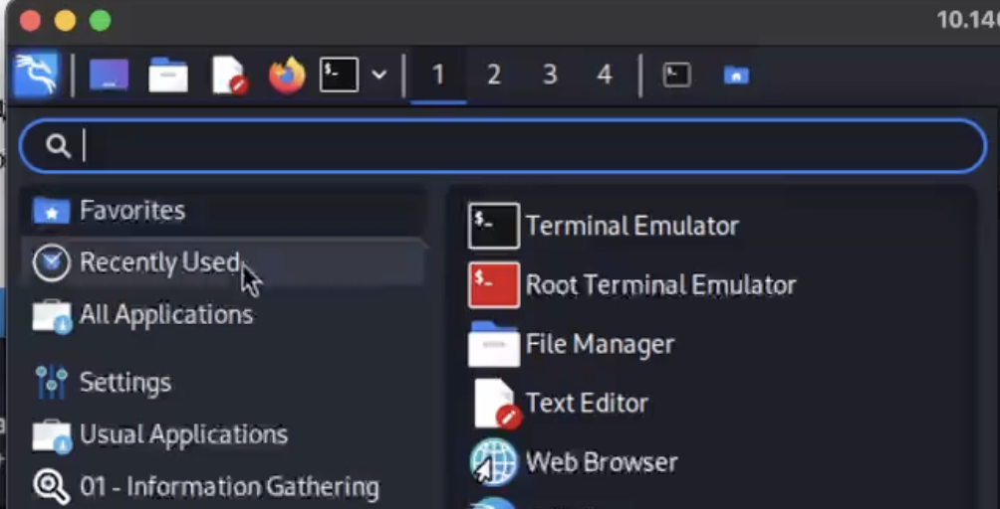 10.14
1 2 3 4
Favorites
Recently Used
All Applications
Settings
Usual Applications
01 - Information Gathering
$_ Terminal Emulator
$_ Root Terminal Emulator
File Manager
Text Editor
Web Browser